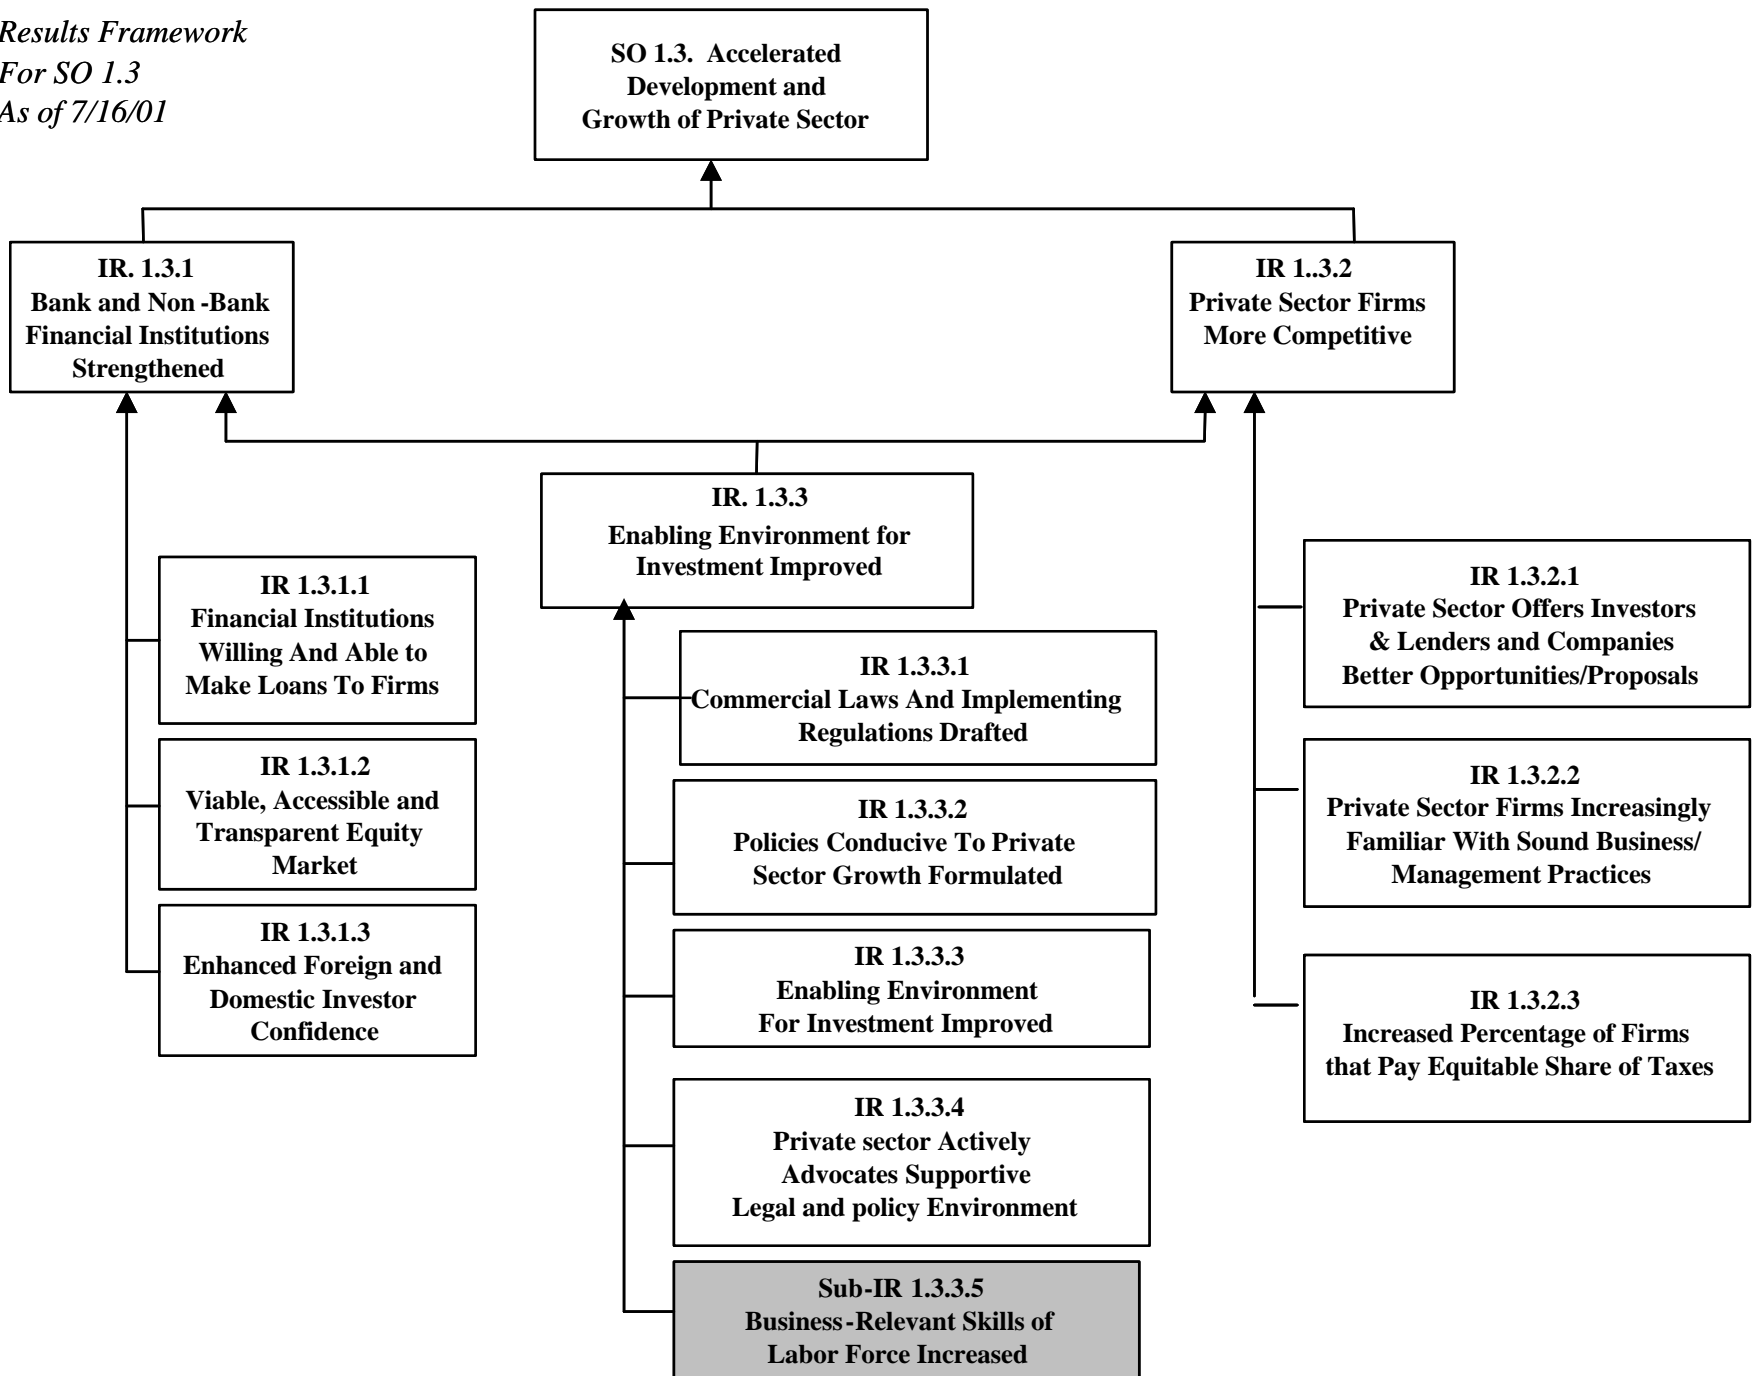 Results Framework
For SO 1.3
As of 7/16/01
SO 1.3. Accelerated
Development and
Growth of Private Sector
IR. 1.3.1
Bank and Non -Bank
Financial Institutions
Strengthened
IR 1..3.2
Private Sector Firms
More Competitive
IR. 1.3.3
Enabling Environment for
Investment Improved
IR 1.3.1.1
Financial Institutions
Willing And Able to
Make Loans To Firms
IR 1.3.1.2
Viable, Accessible and
Transparent Equity
Market
IR 1.3.1.3
Enhanced Foreign and
Domestic Investor
Confidence
IR 1.3.3.1
Commercial Laws And Implementing
Regulations Drafted
IR 1.3.3.2
Policies Conducive To Private
Sector Growth Formulated
IR 1.3.3.3
Enabling Environment
For Investment Improved
IR 1.3.3.4
Private sector Actively
Advocates Supportive
Legal and policy Environment
Sub-IR 1.3.3.5
Business-Relevant Skills of
Labor Force Increased
IR 1.3.2.1
Private Sector Offers Investors
& Lenders and Companies
Better Opportunities/Proposals
IR 1.3.2.2
Private Sector Firms Increasingly
Familiar With Sound Business/
Management Practices
IR 1.3.2.3
Increased Percentage of Firms
that Pay Equitable Share of Taxes